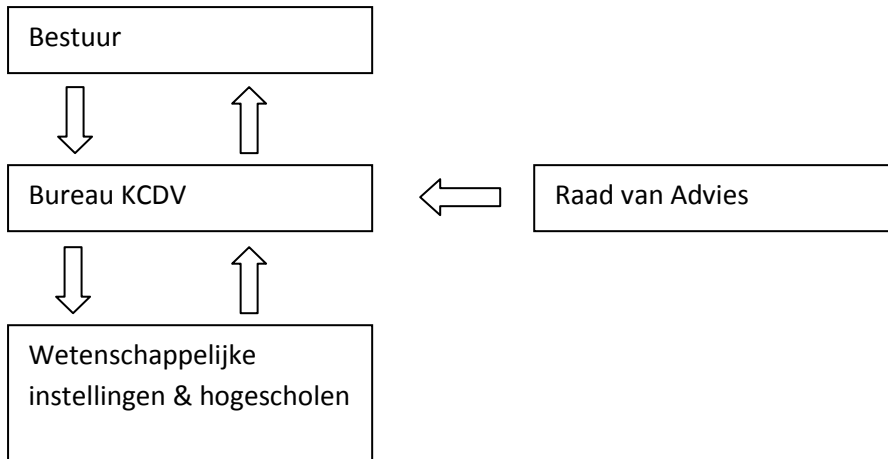 Bestuur
Bureau KCDV
Raad van Advies
Wetenschappelijke
instellingen & hogescholen